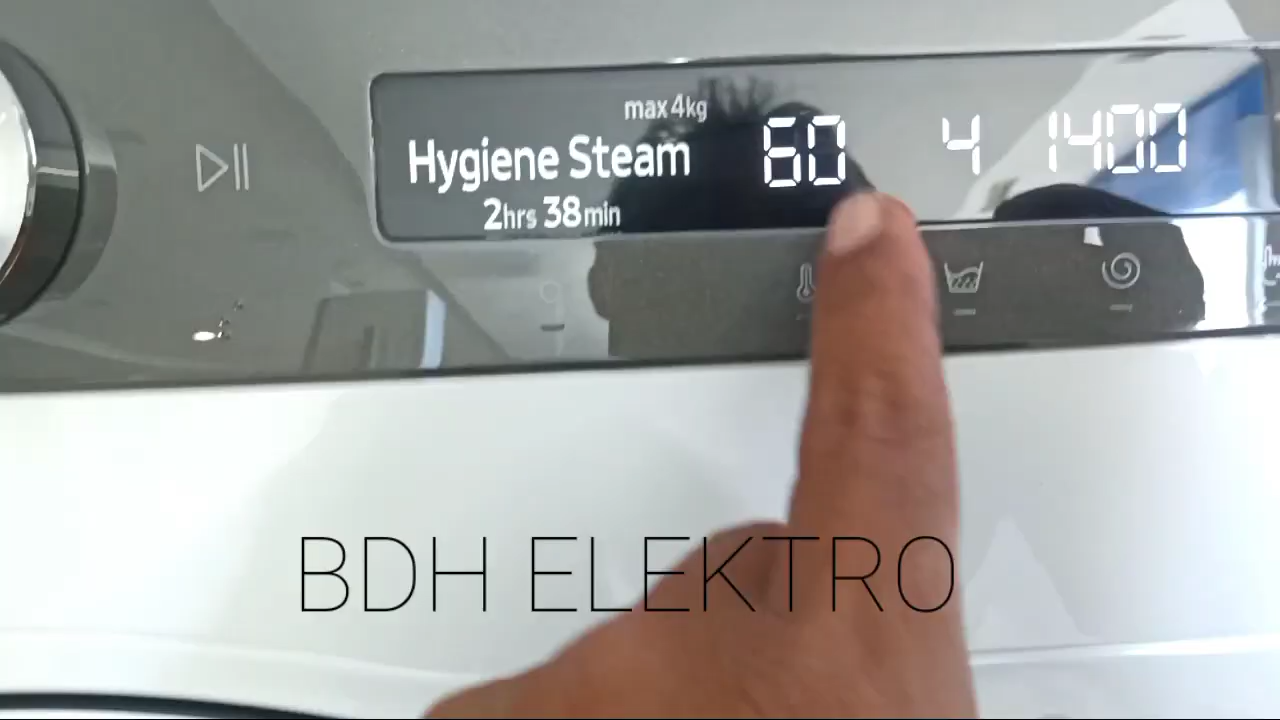 max 4kg
Hygiene Steam 60 4 1400
2hrs 38min
BDH ELEKTRO